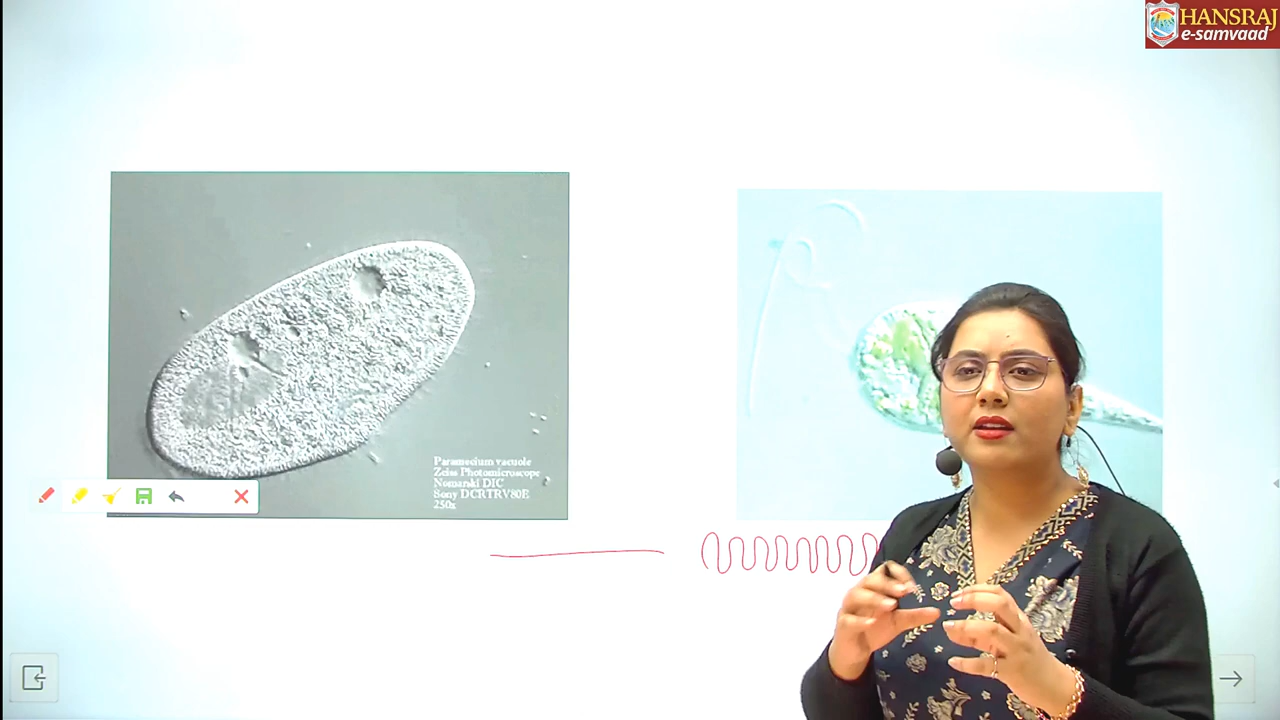 HANSRAJ
e-samvaad
Paramecium vacuole
Zeiss Photomicroscope
Nomarski DIC
Sony DCRTRV80E
250x